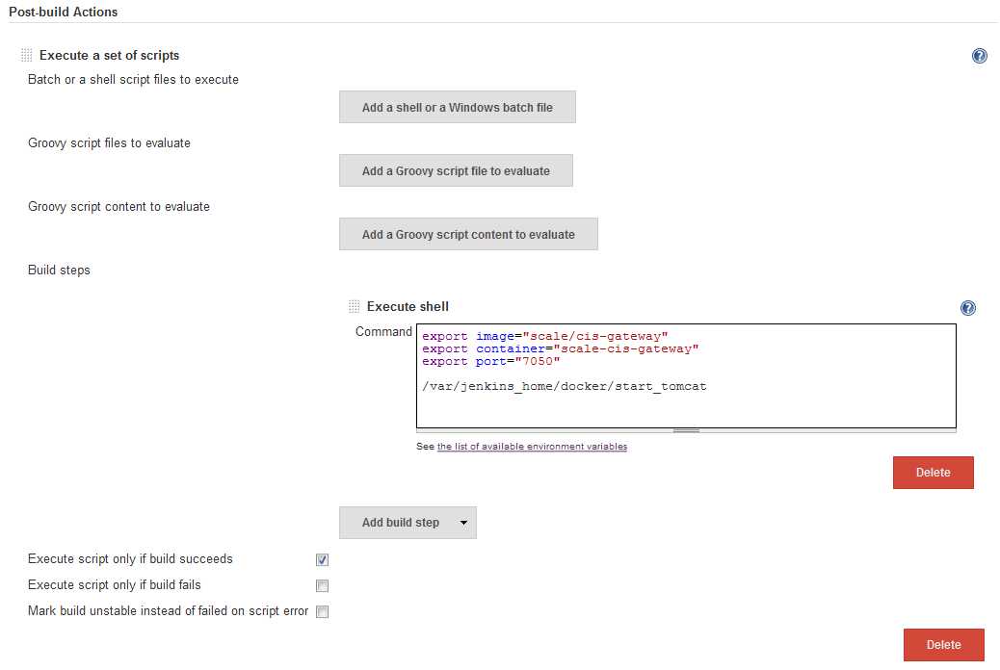 Post-build Actions
Execute a set of scripts
Batch or a shell script files to execute
Add a shell or a Windows batch file
Groovy script files to evaluate
Add a Groovy script file to evaluate
Groovy script content to evaluate
Add a Groovy script content to evaluate
Build steps
Execute shell
Command
export image="scale/cis-gateway"
export container="scale-cis-gateway"
export port="7050"
/var/jenkins_home/docker/start_tomcat
See the list of available environment variables
Delete
Add build step
Execute script only if build succeeds
Execute script only if build fails
Mark build unstable instead of failed on script error
Delete